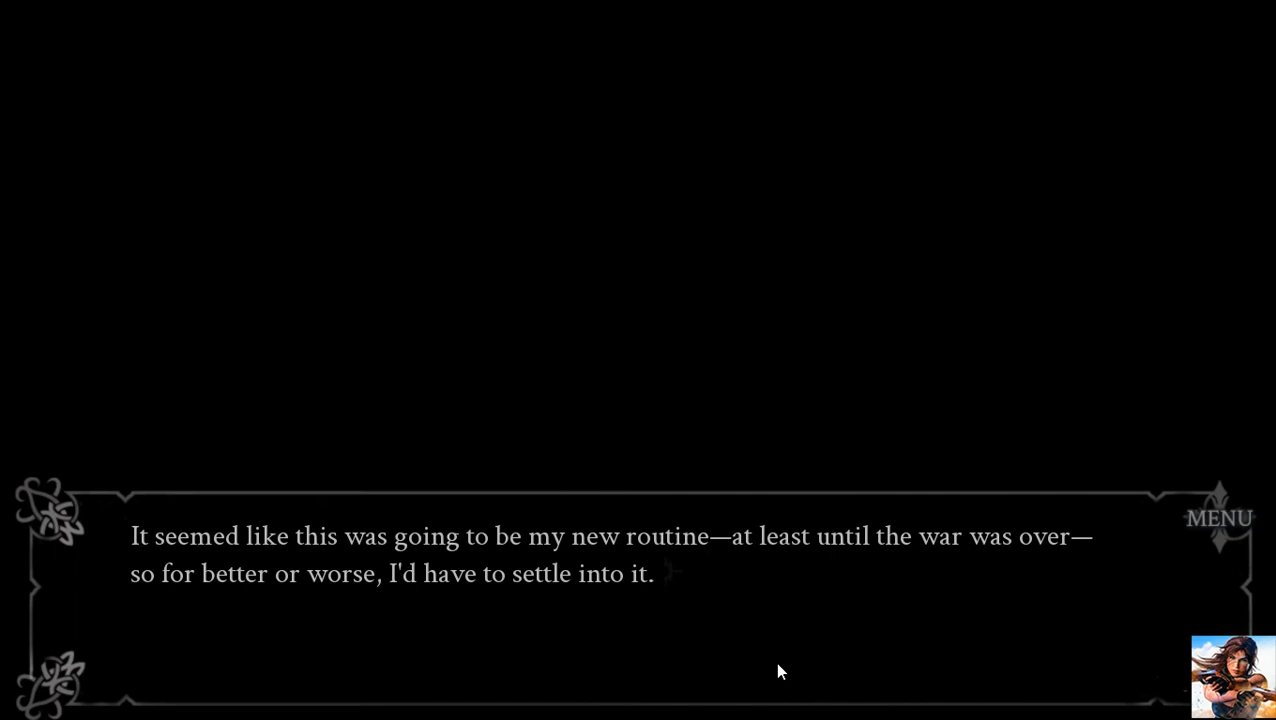 It seemed like this was going to be my new routine—at least until the war was over—
so for better or worse, I'd have to settle into it.
MENU